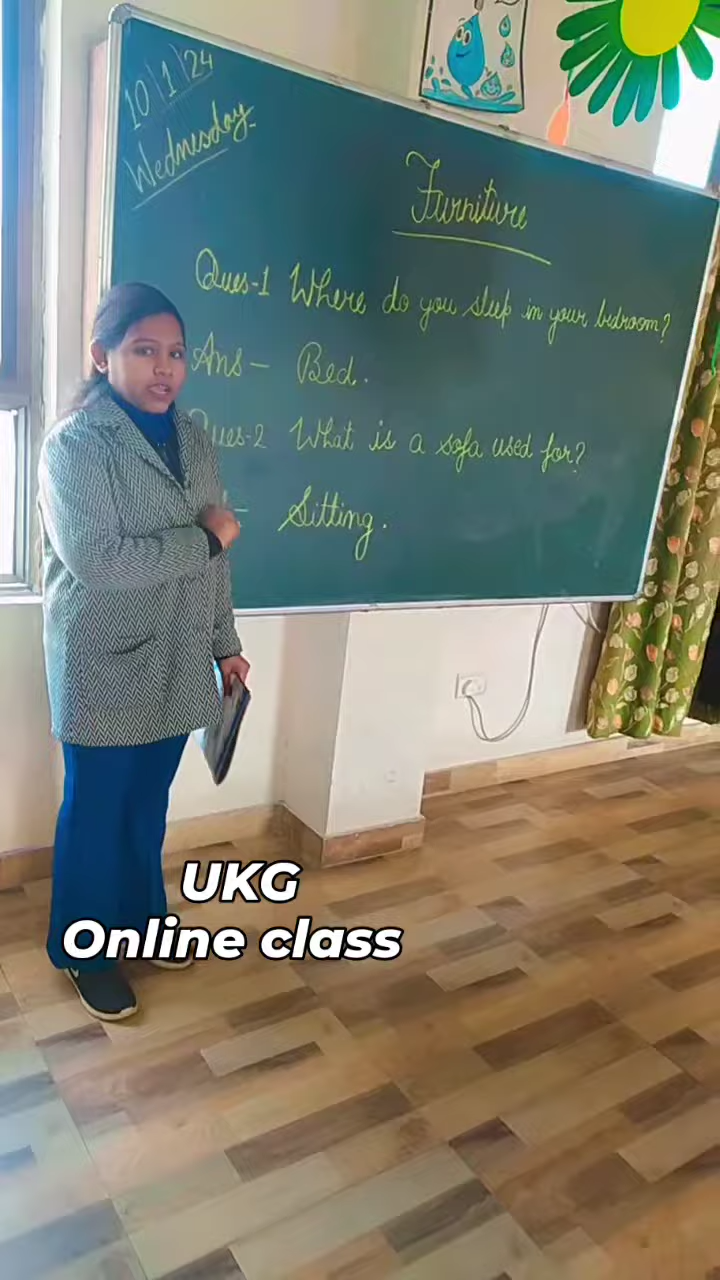 10/1/24
Wednesday.
Furniture
Ques-1 Where do you sleep in your bedroom?
Ans - Bed.
Ques-2 What is a sofa used for?
- Sitting.
UKG
Online class